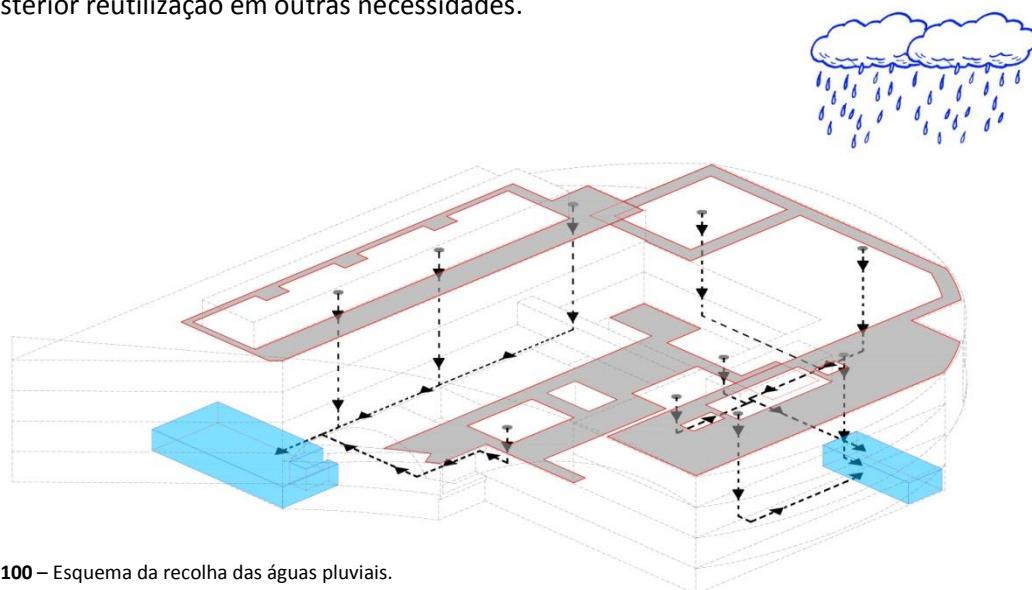 sterior reutilização em outras necessidades.
100 – Esquema da recolha das águas pluviais.